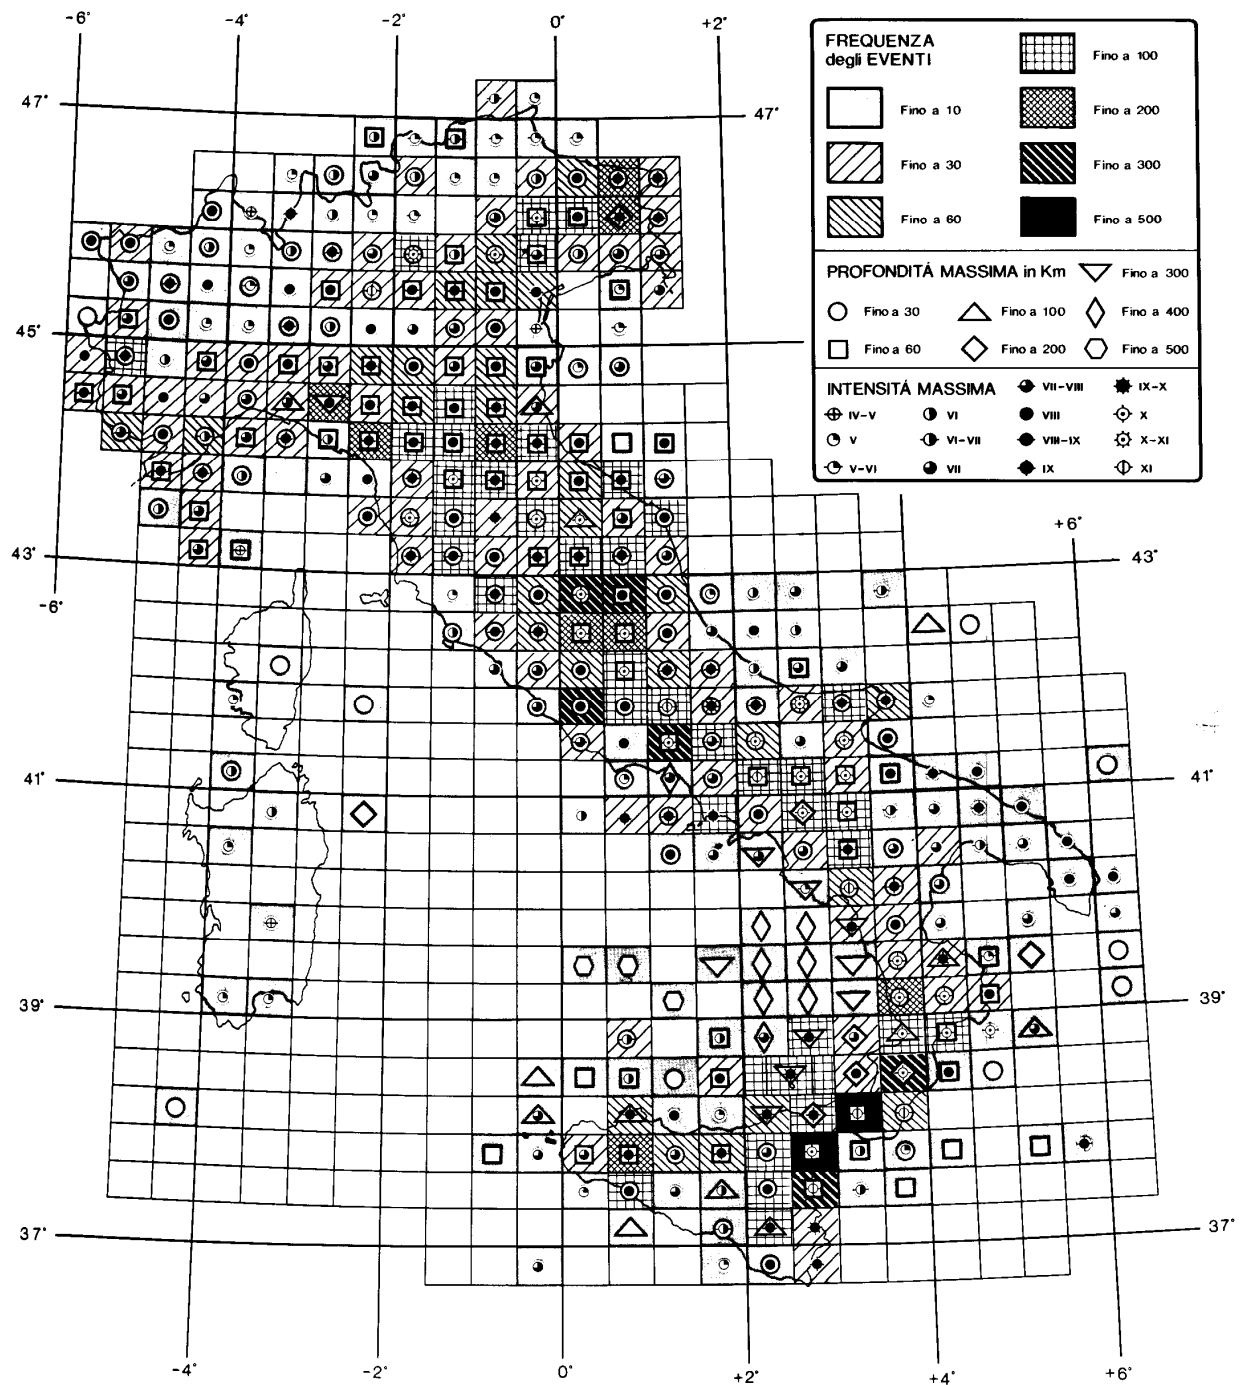 -6° -4° -2° 0° +2°
47° 47°
45°
43° 43°
-6° +6°
41° 41°
39° 39°
37° 37°
-4° -2° 0° +2° +4° +6°
FREQUENZA
degli EVENTI
Fino a 10
Fino a 30
Fino a 60
Fino a 100
Fino a 200
Fino a 300
Fino a 500
PROFONDITÁ MASSIMA in Km
Fino a 300
Fino a 30
Fino a 100
Fino a 400
Fino a 60
Fino a 200
Fino a 500
INTENSITÁ MASSIMA
IV-V
V
V-VI
VI
VI-VII
VII
VII-VIII
VIII
VIII-IX
IX
IX-X
X
X-XI
XI